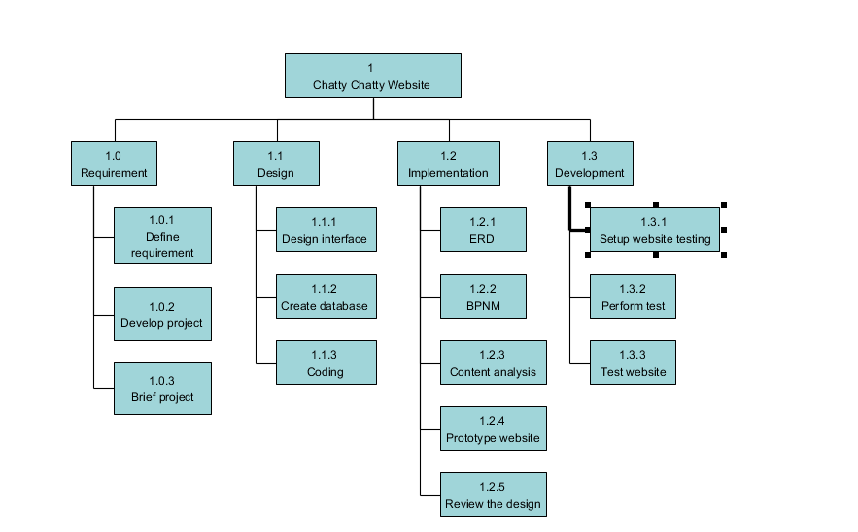 1
Chatty Chatty Website
1.0
Requirement
1.1
Design
1.2
Implementation
1.3
Development
1.0.1
Define
requirement
1.0.2
Develop project
1.0.3
Brief project
1.1.1
Design interface
1.1.2
Create database
1.1.3
Coding
1.2.1
ERD
1.2.2
BPNM
1.2.3
Content analysis
1.2.4
Prototype website
1.2.5
Review the design
1.3.1
Setup website testing
1.3.2
Perform test
1.3.3
Test website